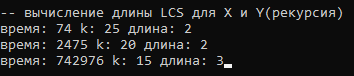 -- вычисление длины LCS для X и Y(рекурсия)
время: 74 k: 25 длина: 2
время: 2475 k: 20 длина: 2
время: 742976 k: 15 длина: 3